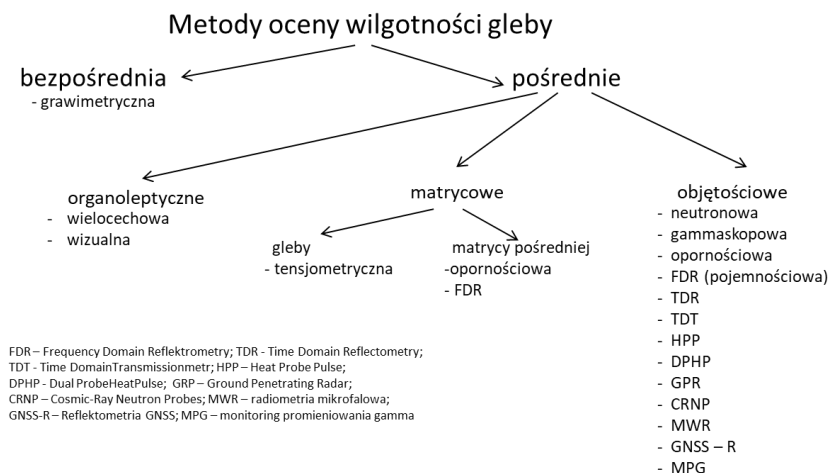 Metody oceny wilgotności gleby
bezpośrednia
- grawimetryczna
pośrednie
organoleptyczne
- wielocechowa
- wizualna
matrycowe
gleby
- tensjometryczna
matrycy pośredniej
-opornościowa
- FDR
objętościowe
- neutronowa
- gammaskopowa
- opornościowa
- FDR (pojemnościowa)
- TDR
- TDT
- HPP
- DPHP
- GPR
- CRNP
- MWR
- GNSS – R
- MPG
FDR – Frequency Domain Reflektrometry; TDR - Time Domain Reflectometry;
TDT - Time DomainTransmissionmetr; HPP – Heat Probe Pulse;
DPHP - Dual ProbeHeatPulse; GRP – Ground Penetrating Radar;
CRNP – Cosmic-Ray Neutron Probes; MWR – radiometria mikrofalowa;
GNSS-R – Reflektometria GNSS; MPG – monitoring promieniowania gamma